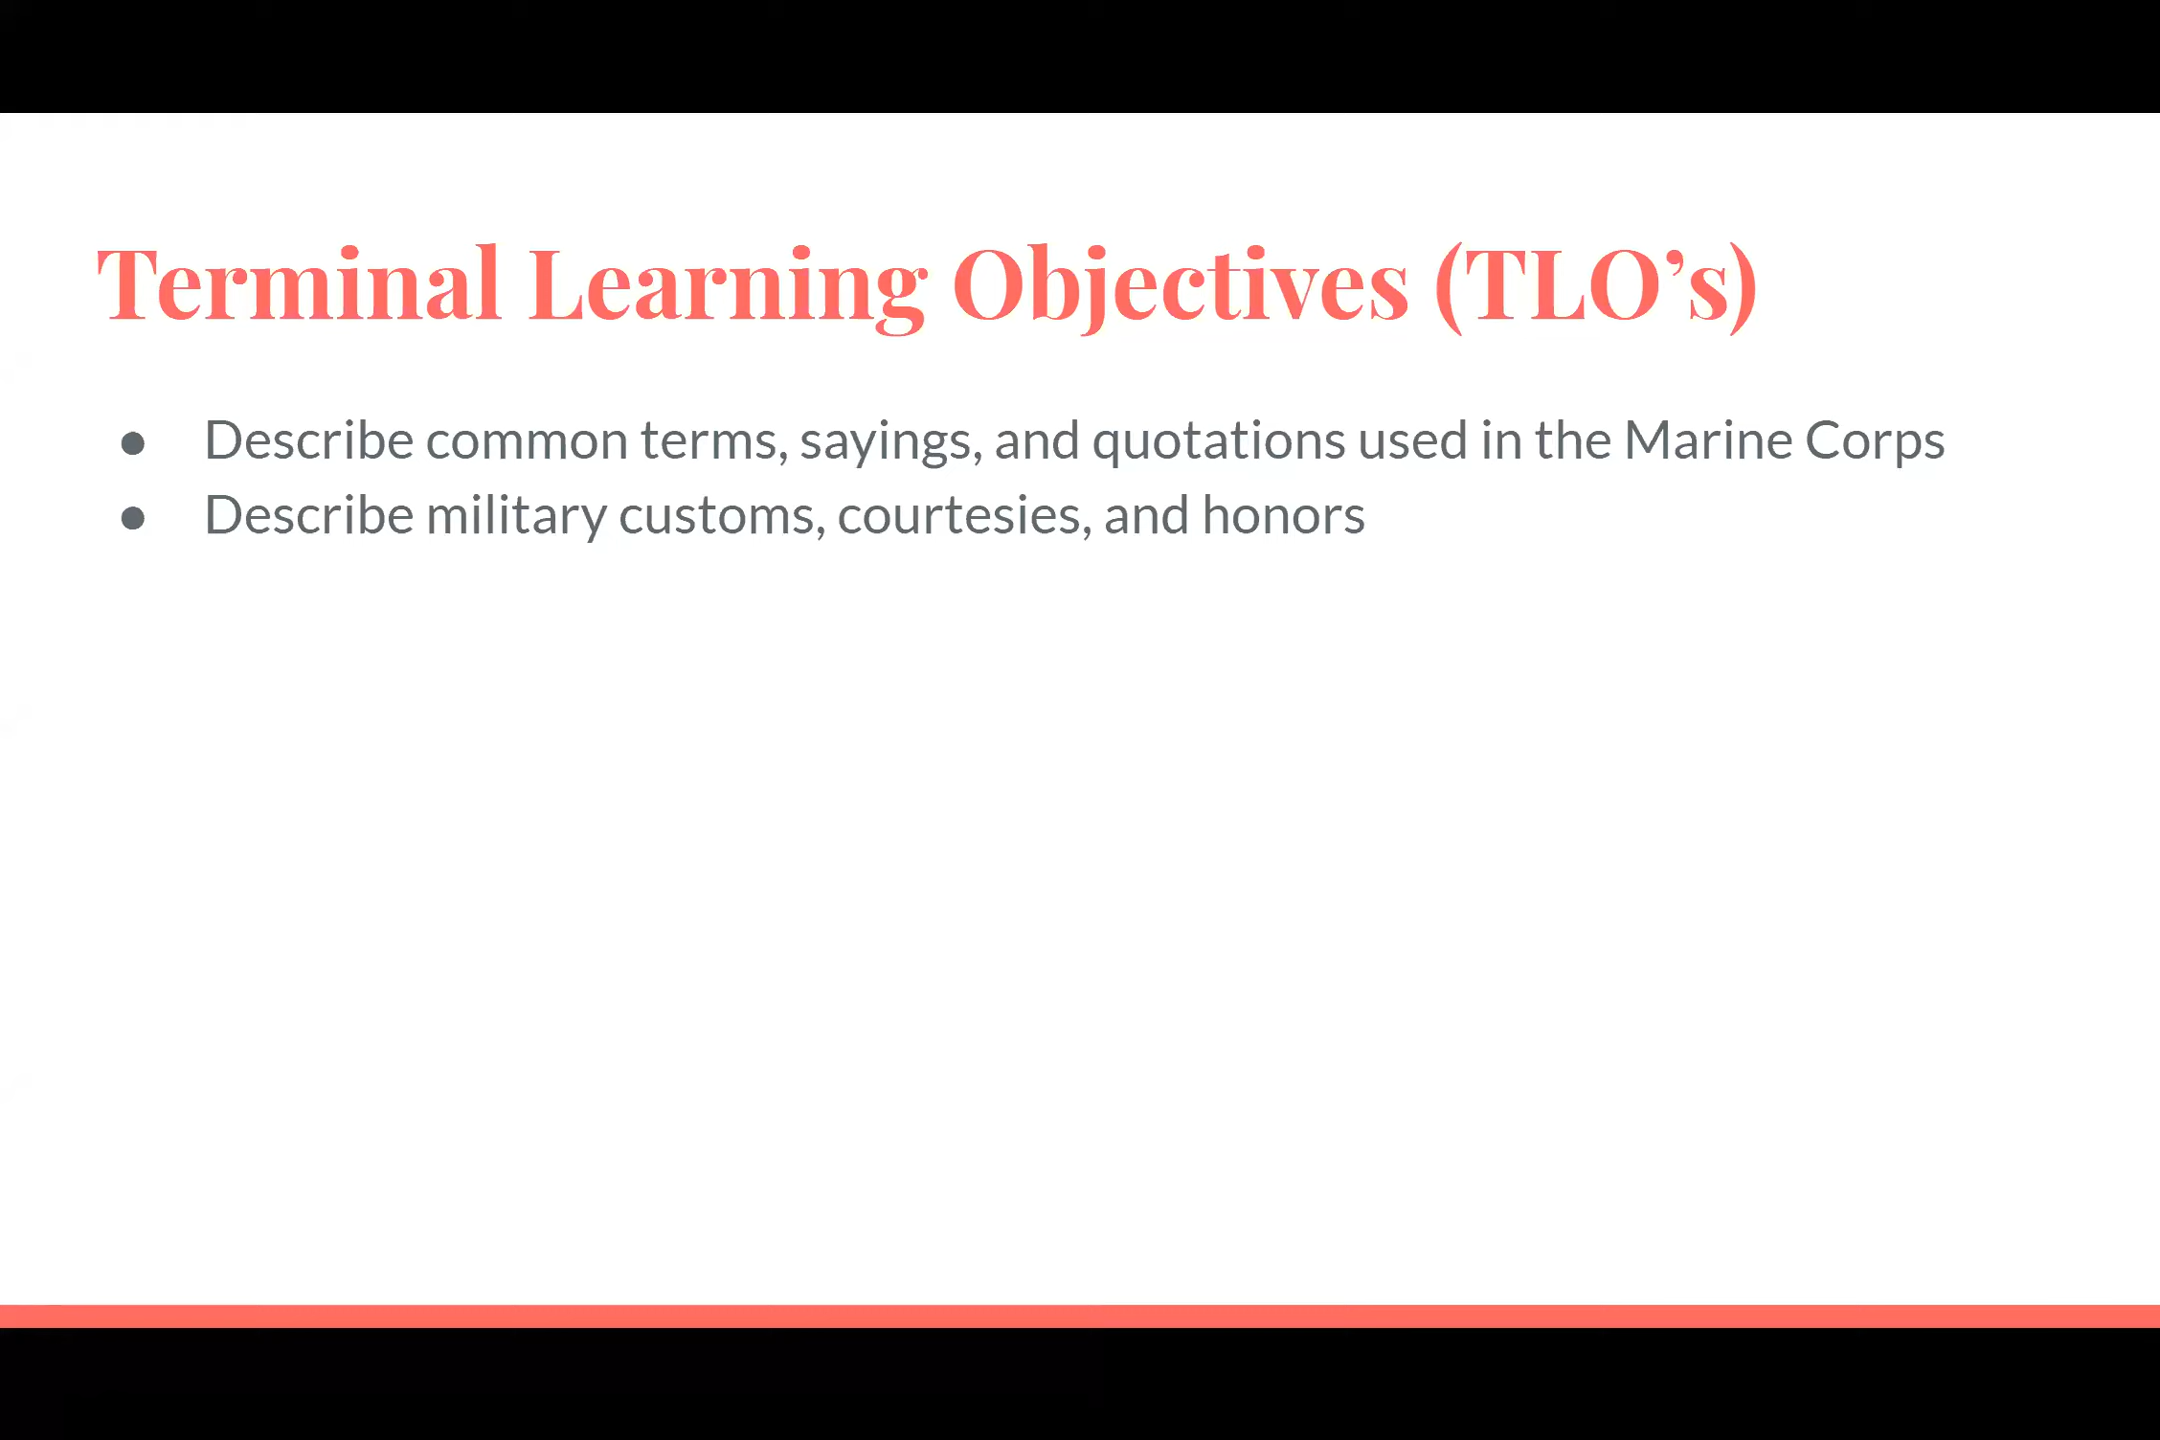 Terminal Learning Objectives (TLO’s)
● Describe common terms, sayings, and quotations used in the Marine Corps
● Describe military customs, courtesies, and honors